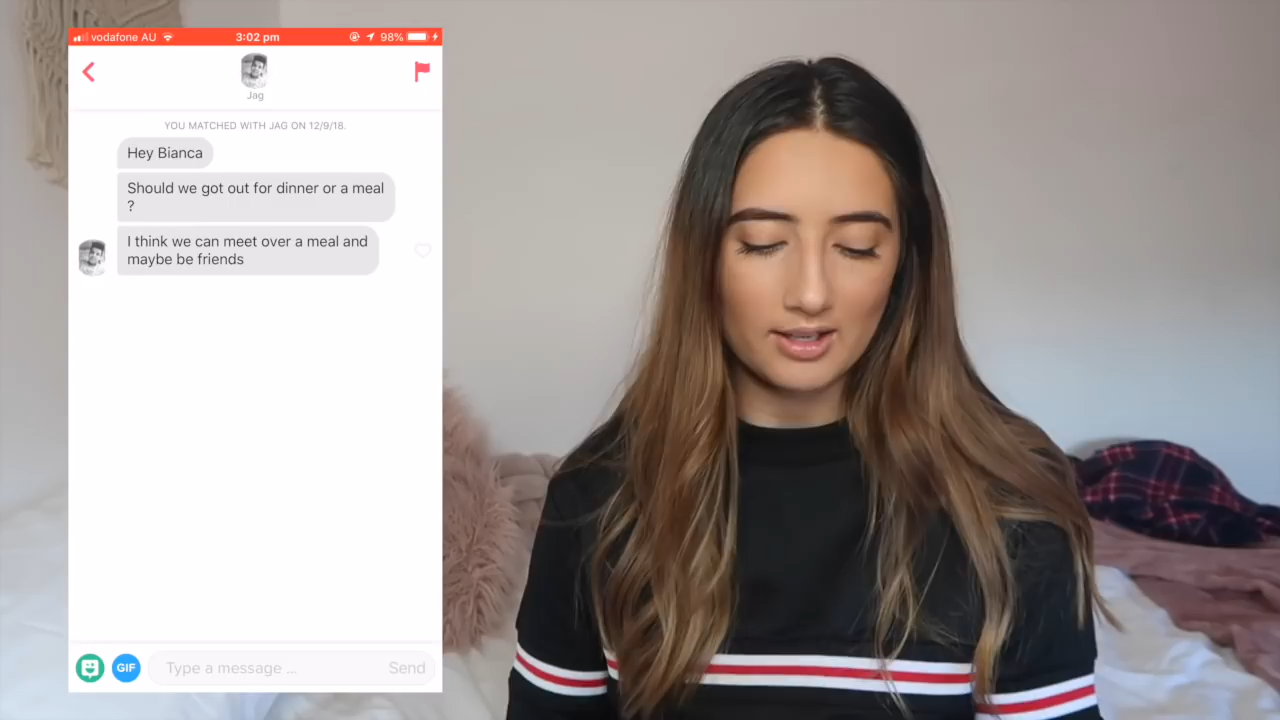 vodafone AU
3:02 pm
98%
Jag
YOU MATCHED WITH JAG ON 12/9/18.
Hey Bianca
Should we got out for dinner or a meal
?
I think we can meet over a meal and
maybe be friends
GIF
Type a message ...
Send